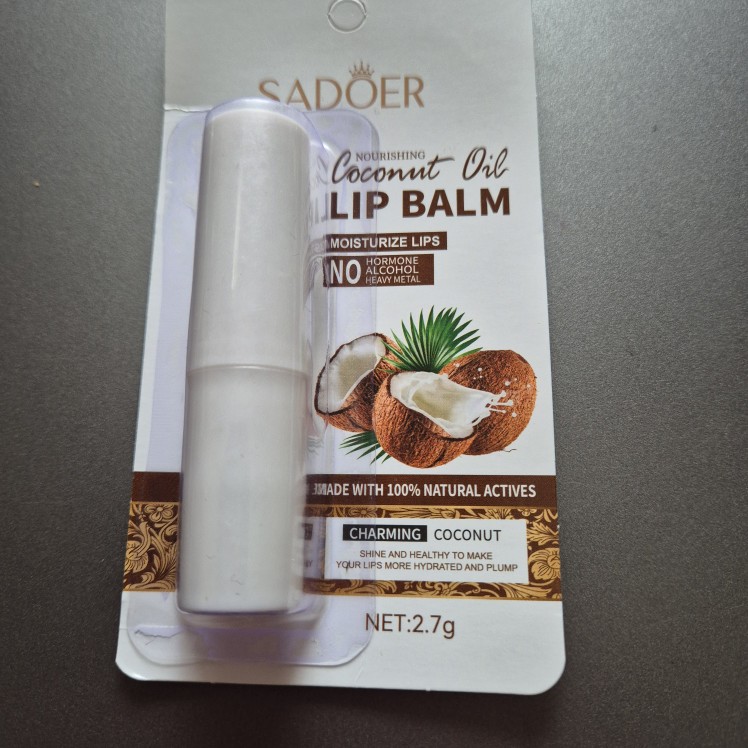 SADOER
NOURISHING
Coconut Oil
LIP BALM
MOISTURIZE LIPS
NO HORMONE
ALCOHOL
HEAVY METAL
MADE WITH 100% NATURAL ACTIVES
CHARMING COCONUT
SHINE AND HEALTHY TO MAKE
YOUR LIPS MORE HYDRATED AND PLUMP
NET:2.7g